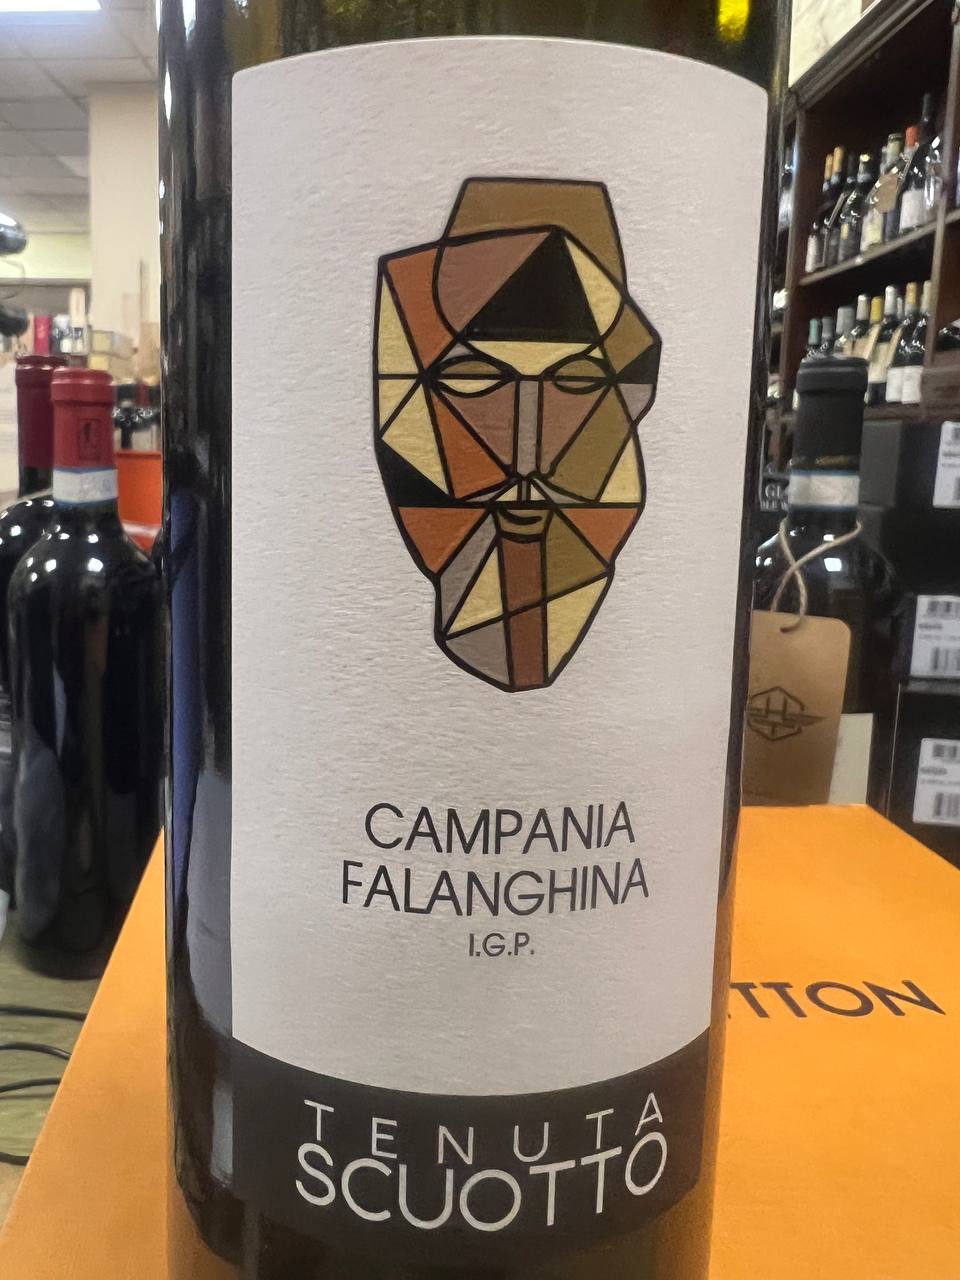 CAMPANIA
FALANGHINA
I.G.P.
TTON
TENUTA
SCUOTTO